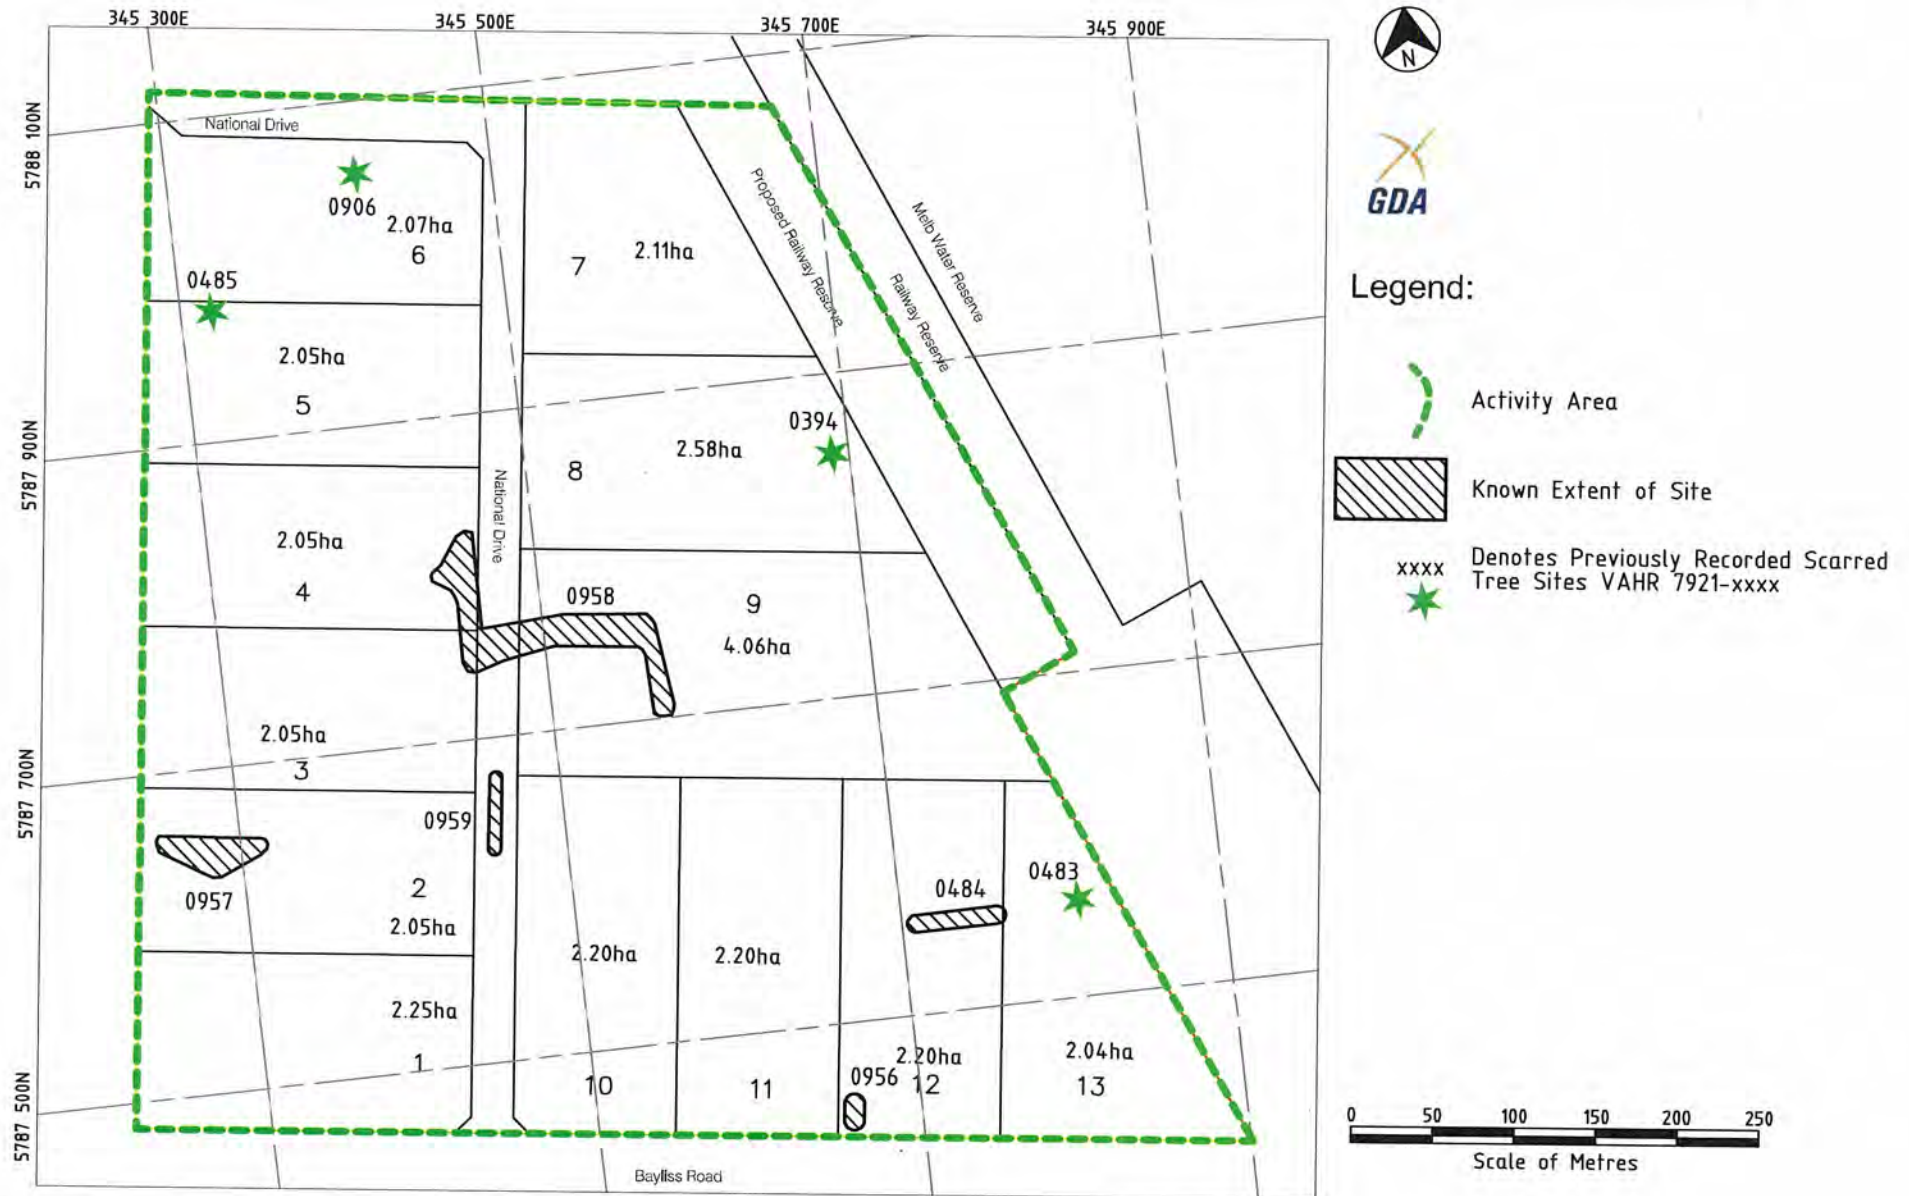 345 300E
345 500E
345 700E
345 900E
5788 100N
5787 900N
5787 700N
5787 500N
National Drive
0906
2.07ha
6
0485
2.05ha
5
7
2.11ha
Proposed Railway Reserve
Railway Reserve
Melb Water Reserve
0394
2.58ha
8
National Drive
2.05ha
4
0958
9
4.06ha
2.05ha
3
0959
0957
2
2.05ha
2.25ha
1
2.20ha
10
2.20ha
11
0484
0483
2.20ha
0956
12
2.04ha
13
Bayliss Road
N
GDA
Legend:
Activity Area
Known Extent of Site
xxxx
Denotes Previously Recorded Scarred
Tree Sites VAHR 7921-xxxx
0 50 100 150 200 250
Scale of Metres